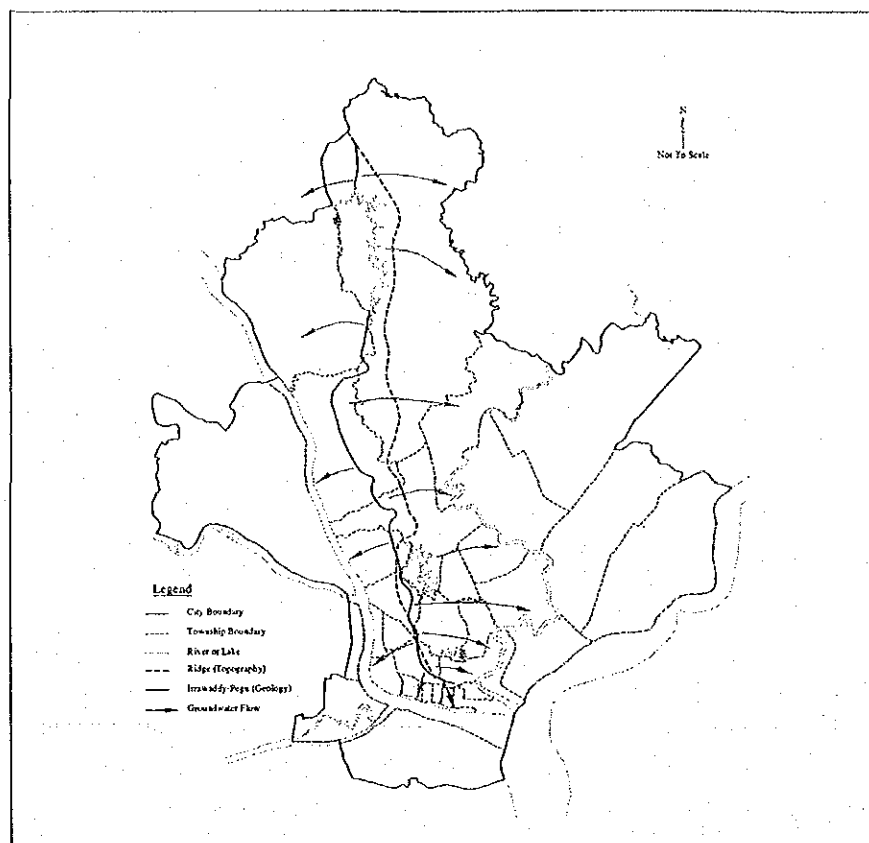 N
Not To Scale
Legend
City Boundary
Township Boundary
River or Lake
Ridge (Topography)
Irrawaddy-Pegu (Geology)
Groundwater Flow